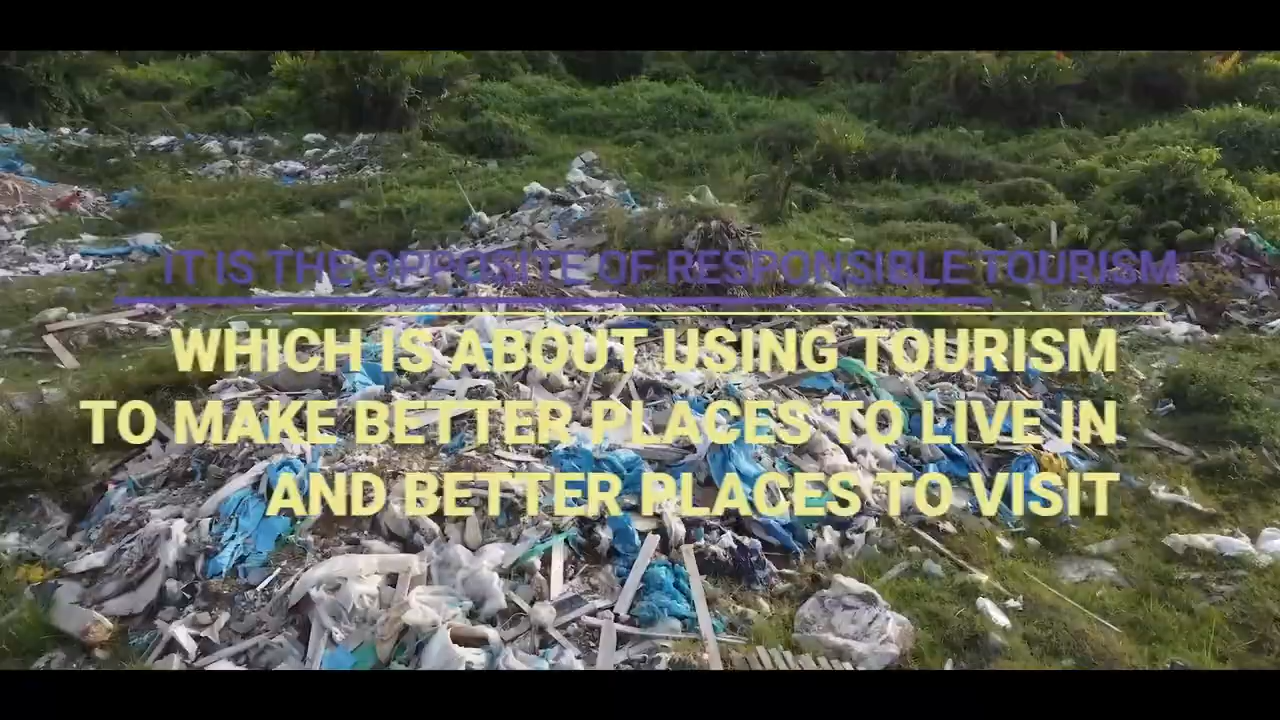 IT IS THE OPPOSITE OF RESPONSIBLE TOURISM
WHICH IS ABOUT USING TOURISM
TO MAKE BETTER PLACES TO LIVE IN
AND BETTER PLACES TO VISIT